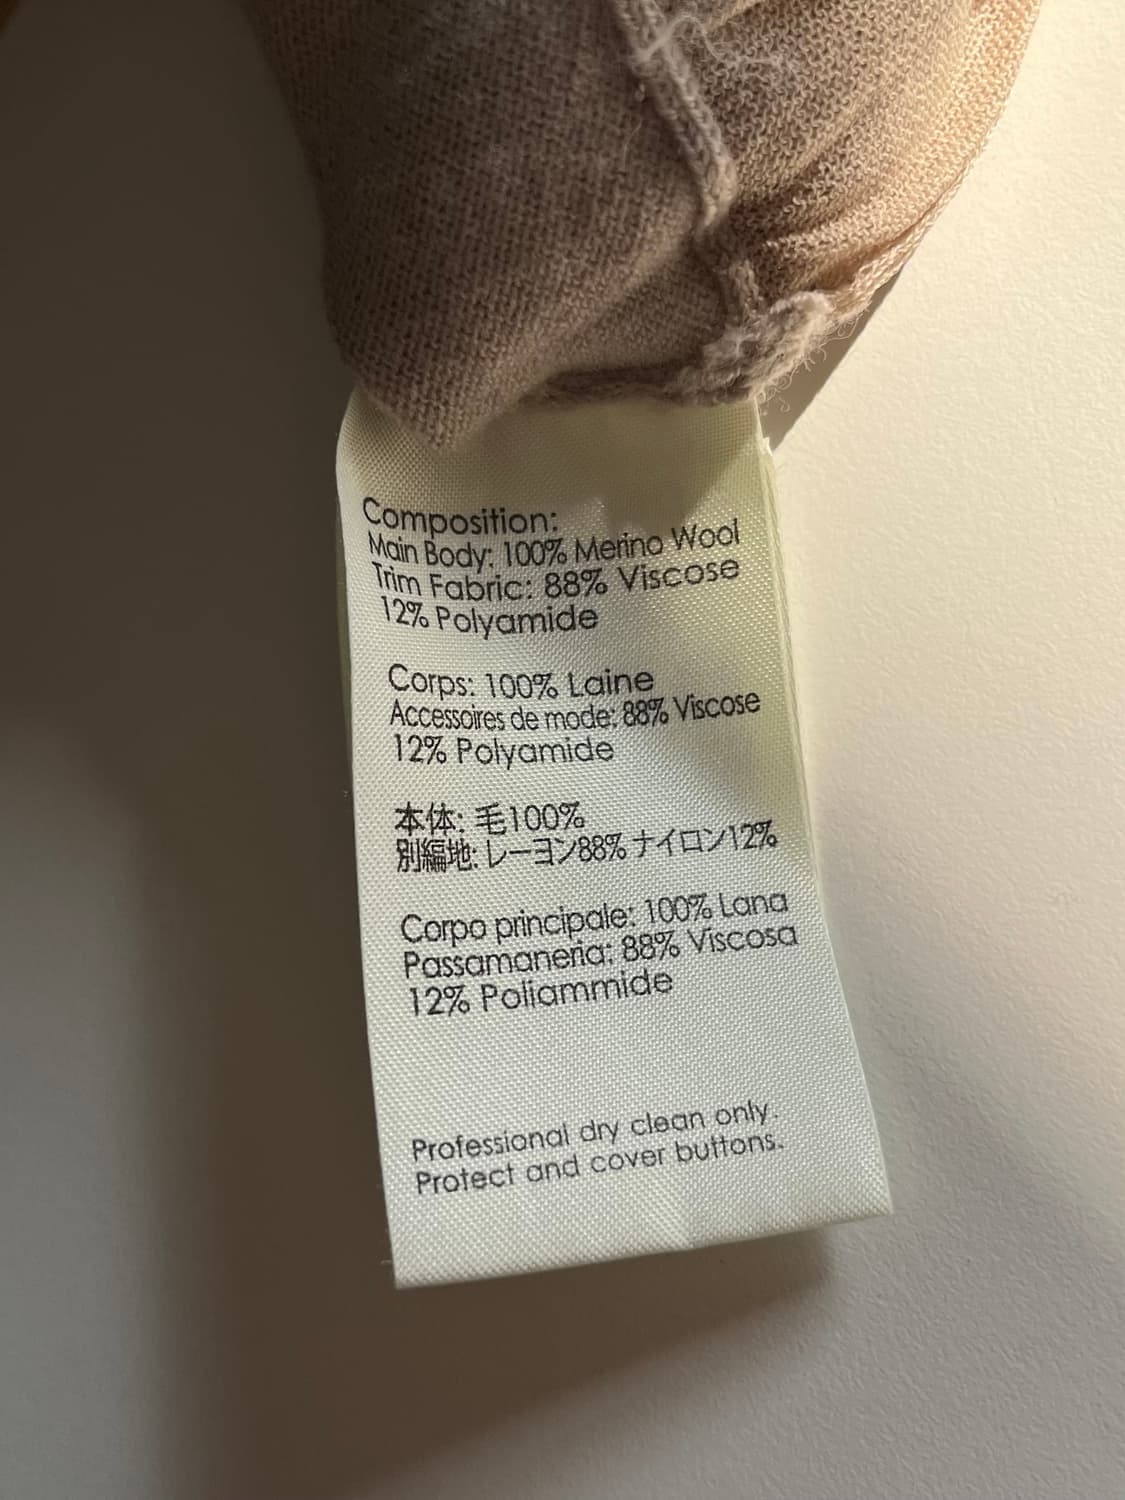 Composition:
Main Body: 100% Merino Wool
Trim Fabric: 88% Viscose
12% Polyamide
Corps: 100% Laine
Accessoires de mode: 88% Viscose
12% Polyamide
本体: 毛100%
別編地: レーヨン88% ナイロン12%
Corpo principale: 100% Lana
Passamaneria: 88% Viscosa
12% Poliammide
Professional dry clean only.
Protect and cover buttons.